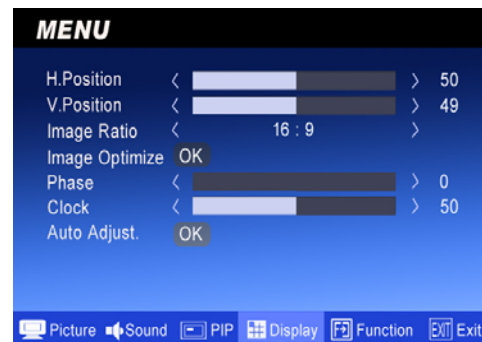 MENU
H.Position < > 50
V.Position < > 49
Image Ratio < 16 : 9 >
Image Optimize OK
Phase < > 0
Clock < > 50
Auto Adjust. OK
Picture Sound PIP Display Function EXIT Exit